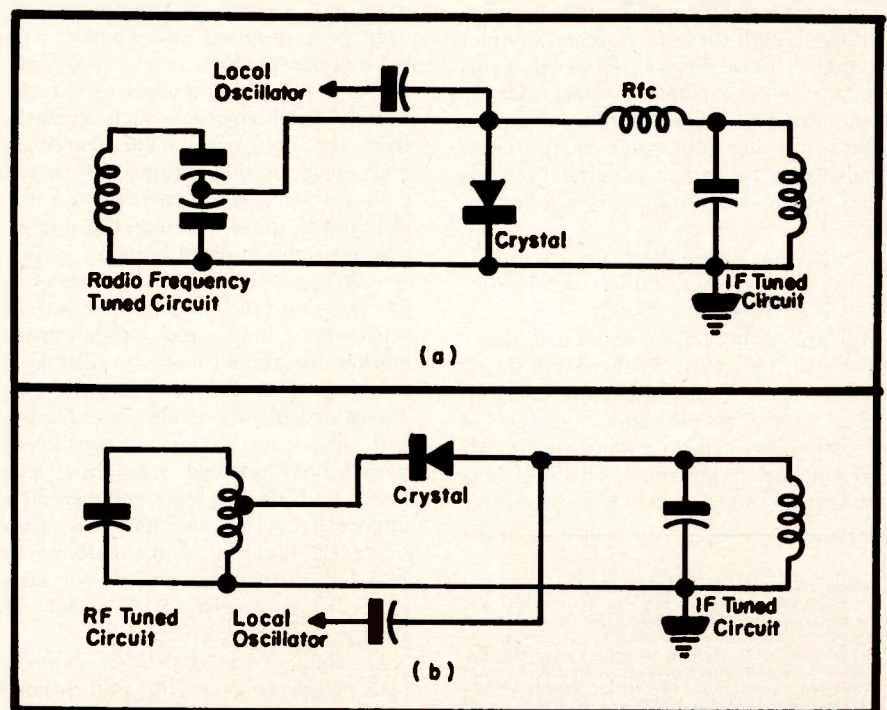 Local
Oscillator
Rfc
Crystal
Radio Frequency
Tuned Circuit
IF Tuned
Circuit
(a)
Crystal
RF Tuned
Circuit
Local
Oscillator
IF Tuned
Circuit
(b)